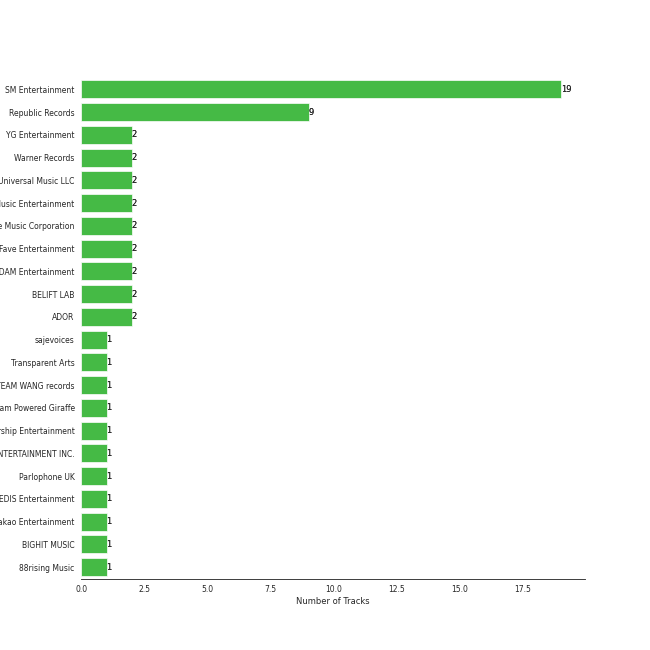 SM Entertainment 19
Republic Records 9
YG Entertainment 2
Warner Records 2
Universal Music LLC 2
Music Entertainment 2
Music Corporation 2
Fave Entertainment 2
DAM Entertainment 2
BELIFT LAB 2
ADOR 2
sajevoices 1
Transparent Arts 1
TEAM WANG records 1
am Powered Giraffe 1
rship Entertainment 1
NTERTAINMENT INC. 1
Parlophone UK 1
EDIS Entertainment 1
akao Entertainment 1
BIGHIT MUSIC 1
88rising Music 1
0.0 2.5 5.0 7.5 10.0 12.5 15.0 17.5
Number of Tracks